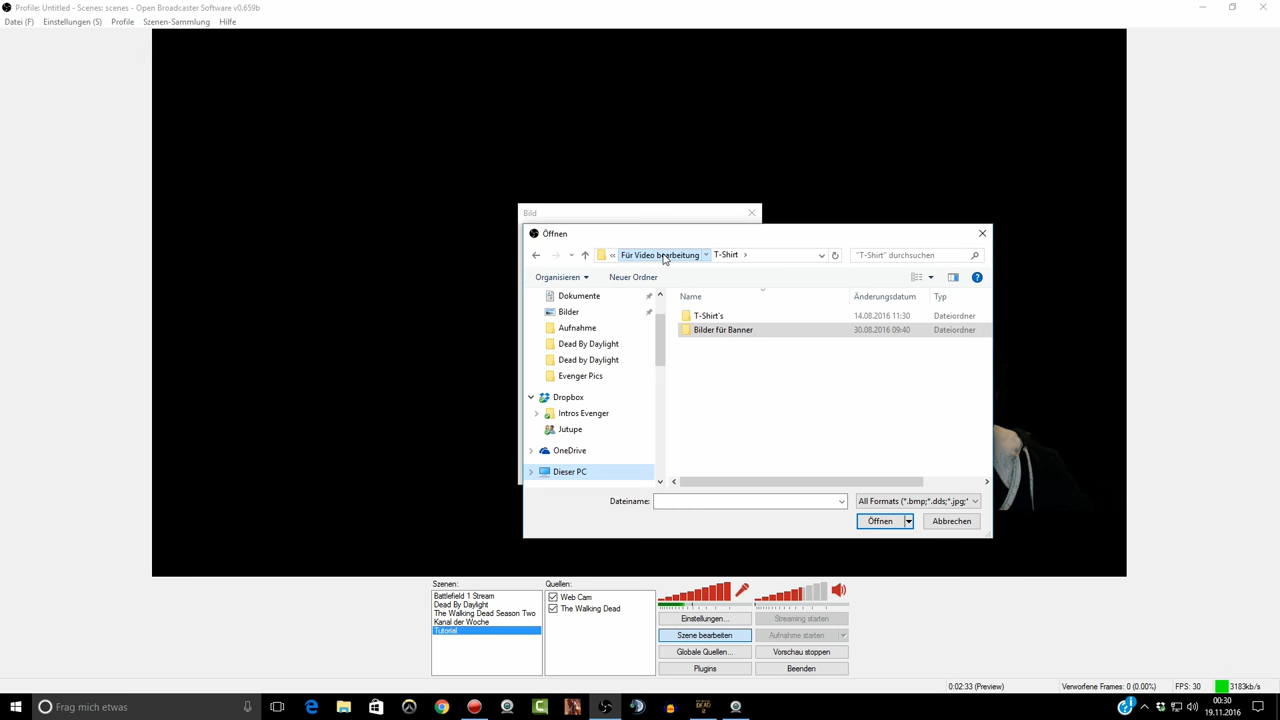 Profile: Untitled - Scenes: scenes - Open Broadcaster Software v0.659b
Datei (F) Einstellungen (S) Profile Szenen-Sammlung Hilfe
Bild
Öffnen
« Für Video bearbeitung T-Shirt › "T-Shirt" durchsuchen
Organisieren Neuer Ordner
Name Änderungsdatum Typ
Dokumente
Bilder
Aufnahme
Dead By Daylight
Dead by Daylight
Evenger Pics
Dropbox
Intros Evenger
Jutupe
OneDrive
Dieser PC
T-Shirt`s 14.08.2016 11:30 Dateiordner
Bilder für Banner 30.08.2016 09:40 Dateiordner
Dateiname: All Formats (*.bmp;*.dds;*.jpg;*
Öffnen Abbrechen
Szenen:
Battlefield 1 Stream
Dead By Daylight
The Walking Dead Season Two
Kanal der Woche
Tutorial
Quellen:
Web Cam
The Walking Dead
Einstellungen... Streaming starten
Szene bearbeiten Aufnahme starten
Globale Quellen... Vorschau stoppen
Plugins Beenden
0:02:33 (Preview) Verworfene Frames: 0 (0.00%) FPS: 30 3183kb/s
Frag mich etwas
00:30
19.11.2016